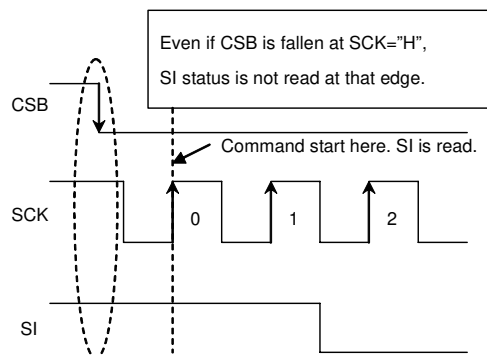 Even if CSB is fallen at SCK=”H”,
SI status is not read at that edge.
CSB
Command start here. SI is read.
SCK
0 1 2
SI